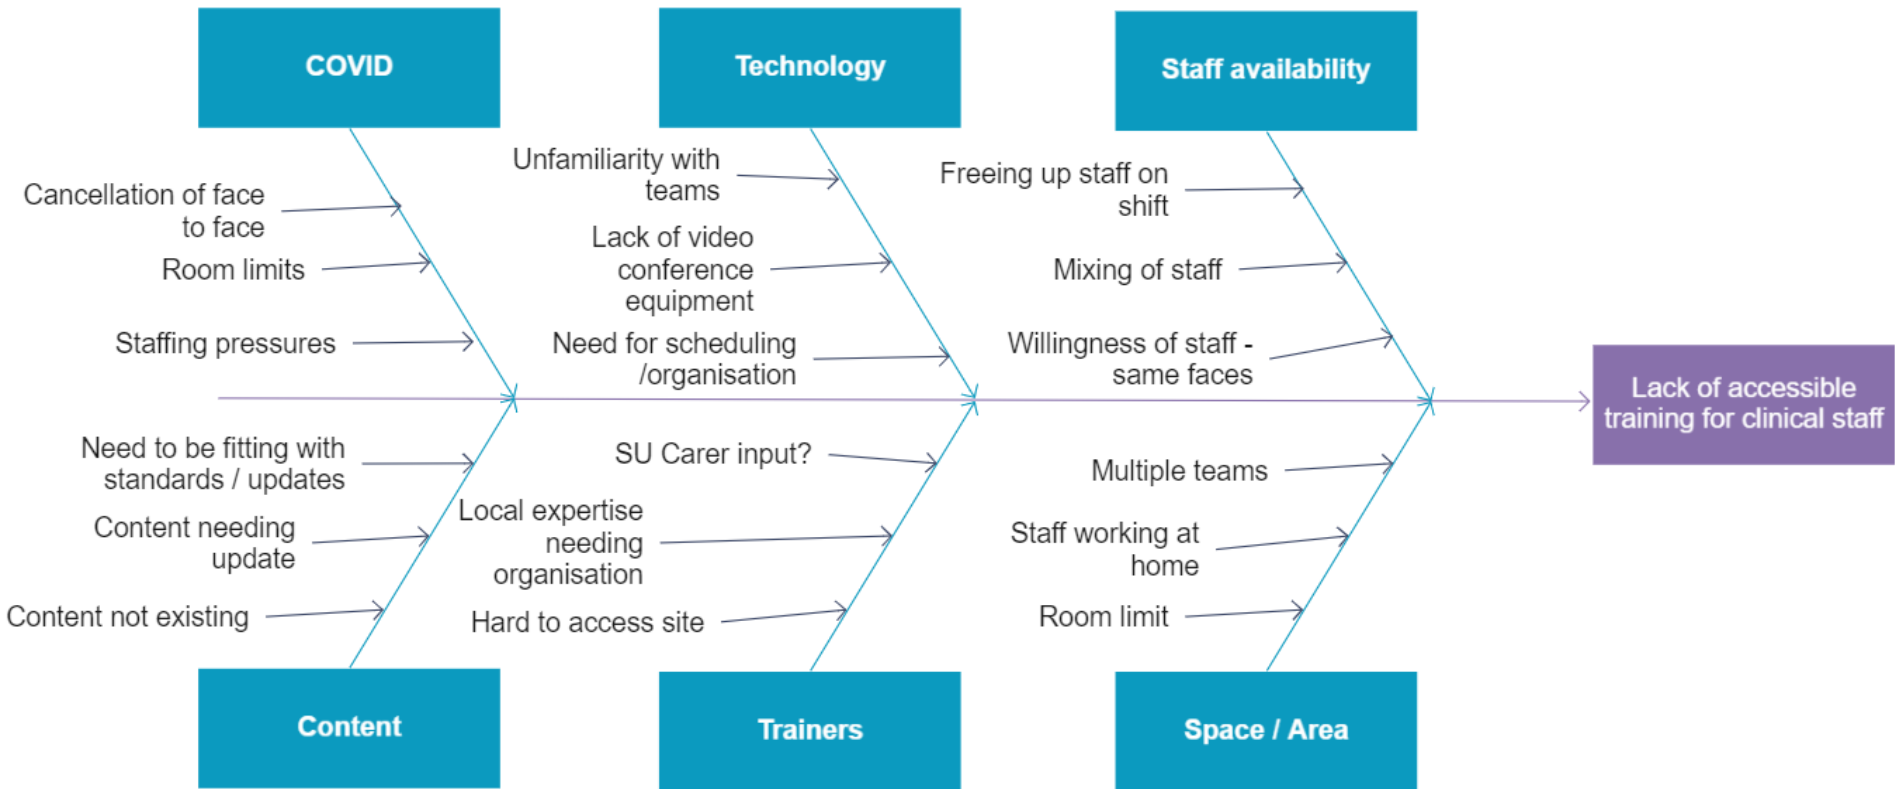 COVID
Technology
Staff availability
Cancellation of face
to face
Room limits
Staffing pressures
Unfamiliarity with
teams
Lack of video
conference
equipment
Need for scheduling
/organisation
Freeing up staff on
shift
Mixing of staff
Willingness of staff -
same faces
Lack of accessible
training for clinical staff
Need to be fitting with
standards / updates
Content needing
update
Content not existing
SU Carer input?
Local expertise
needing
organisation
Hard to access site
Multiple teams
Staff working at
home
Room limit
Content
Trainers
Space / Area